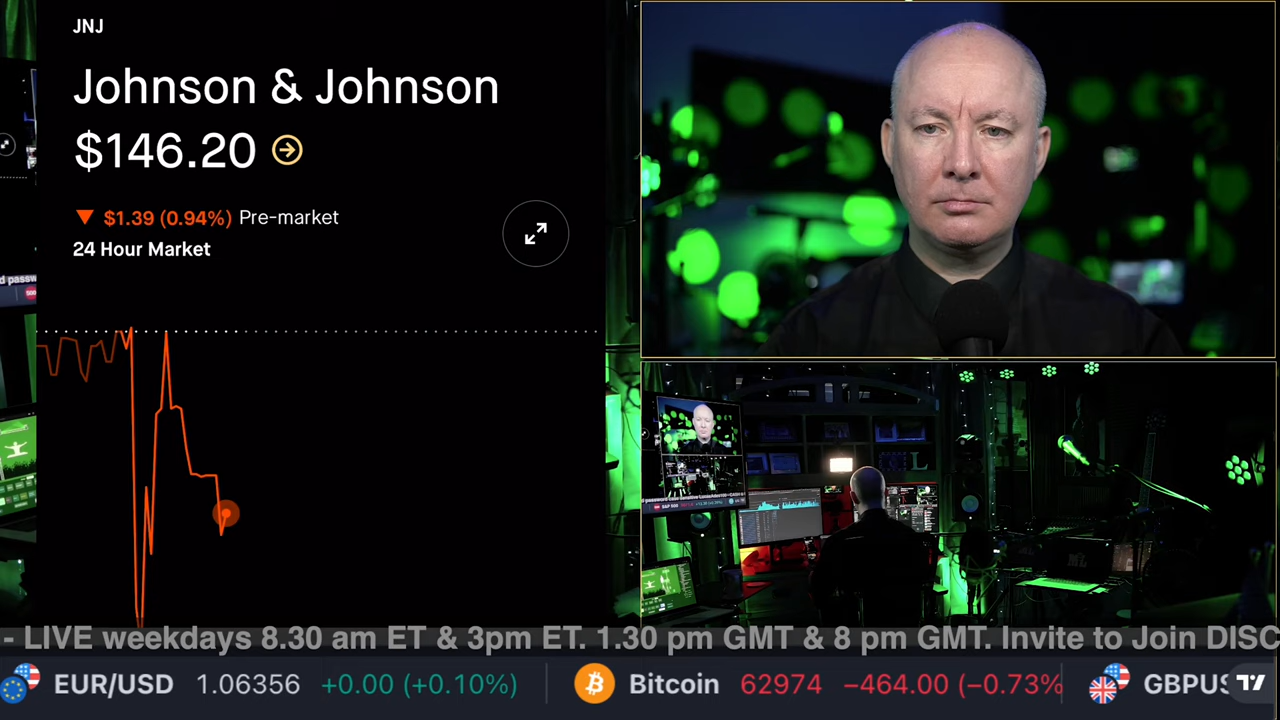 JNJ
Johnson & Johnson
$146.20
▼ $1.39 (0.94%) Pre-market
24 Hour Market
- LIVE weekdays 8.30 am ET & 3pm ET. 1.30 pm GMT & 8 pm GMT. Invite to Join DISC
EUR/USD 1.06356 +0.00 (+0.10%) Bitcoin 62974 −464.00 (−0.73% GBPUS